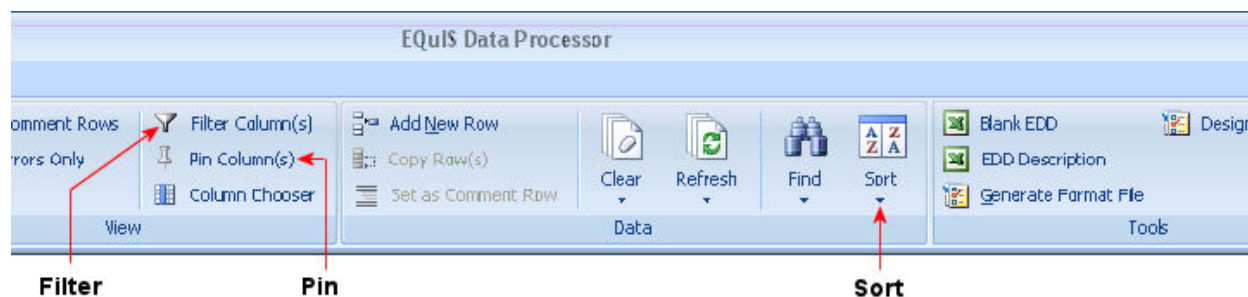 EQuIS Data Processor
omment Rows
rrors Only
Filter Column(s)
Pin Column(s)
Column Chooser
View
Add New Row
Copy Row(s)
Set as Comment Row
Clear
Refresh
Find
Sort
Data
Blank EDD
EDD Description
Generate Format File
Design
Tools
Filter
Pin
Sort